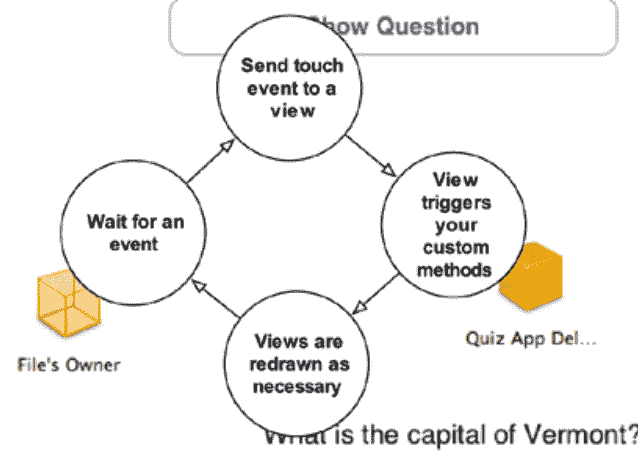 Show Question
Send touch
event to a
view
View
triggers
your
custom
methods
Wait for an
event
Views are
redrawn as
necessary
File's Owner
Quiz App Del...
What is the capital of Vermont?